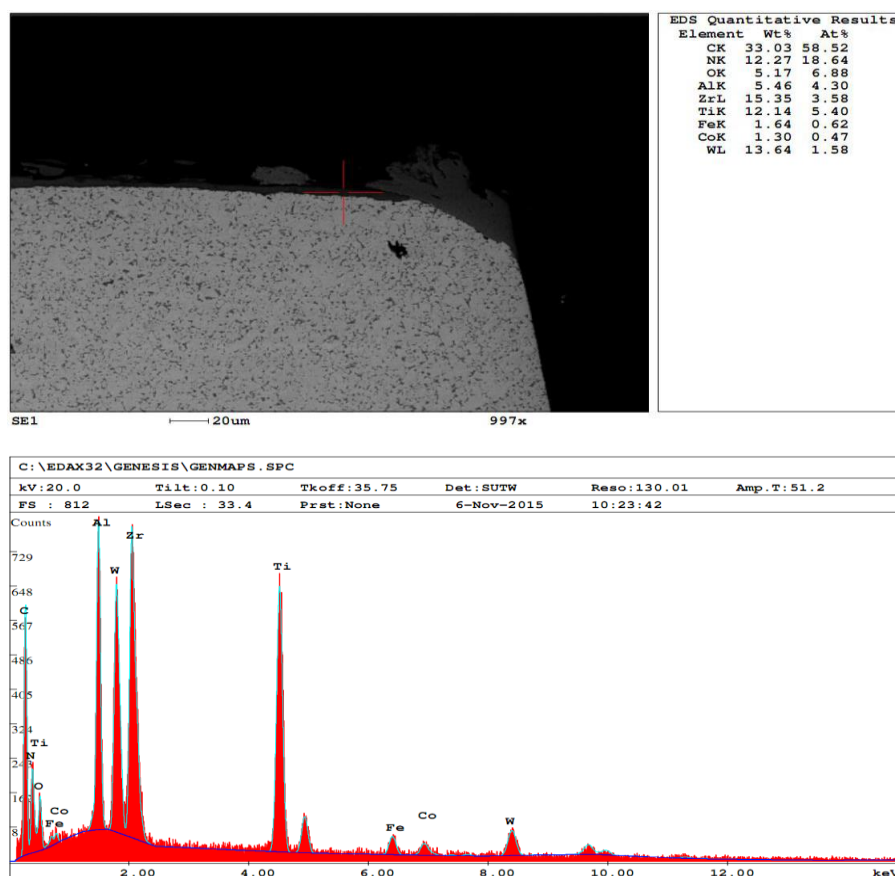 EDS Quantitative Results
Element Wt% At%
CK 33.03 58.52
NK 12.27 18.64
OK 5.17 6.88
AlK 5.46 4.30
ZrL 15.35 3.58
TiK 12.14 5.40
FeK 1.64 0.62
CoK 1.30 0.47
WL 13.64 1.58
SE1 20um 997x
C:\EDAX32\GENESIS\GENMAPS.SPC
kV:20.0 Tilt:0.10 Tkoff:35.75 Det:SUTW Reso:130.01 Amp.T:51.2
FS : 812 LSec : 33.4 Prst:None 6-Nov-2015 10:23:42
Counts
Al
Zr
729
Ti
W
648
C
567
486
405
324
Ti
N
O
Co
Fe
Fe
Co
W
2.00 4.00 6.00 8.00 10.00 12.00